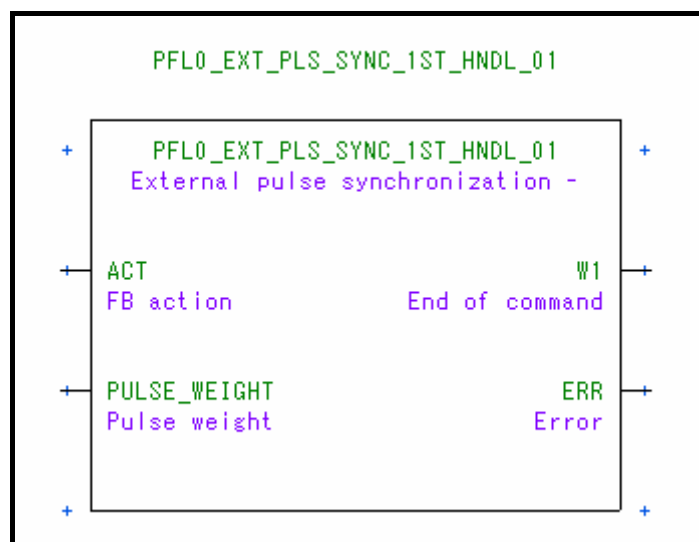 PFL0_EXT_PLS_SYNC_1ST_HNDL_01
PFL0_EXT_PLS_SYNC_1ST_HNDL_01
External pulse synchronization -
ACT W1
FB action End of command
PULSE_WEIGHT ERR
Pulse weight Error